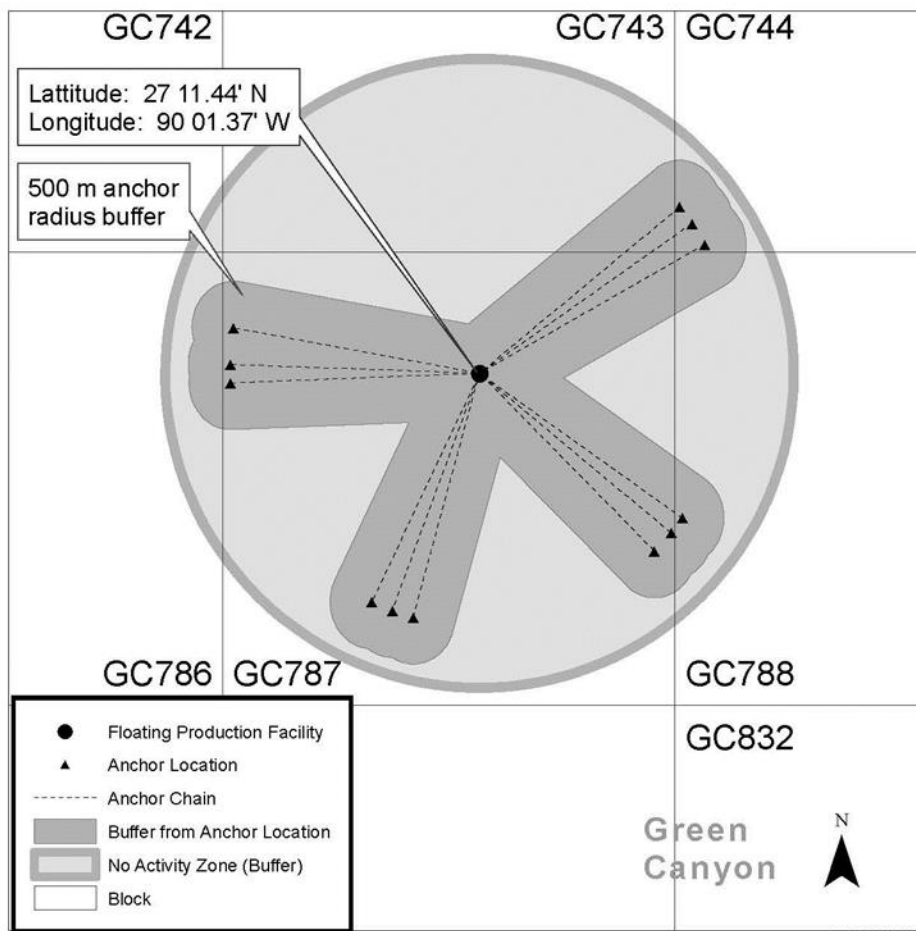 GC742
GC743
GC744
Lattitude: 27 11.44' N
Longitude: 90 01.37' W
500 m anchor
radius buffer
GC786
GC787
GC788
GC832
Floating Production Facility
Anchor Location
Anchor Chain
Buffer from Anchor Location
No Activity Zone (Buffer)
Block
Green
Canyon
N